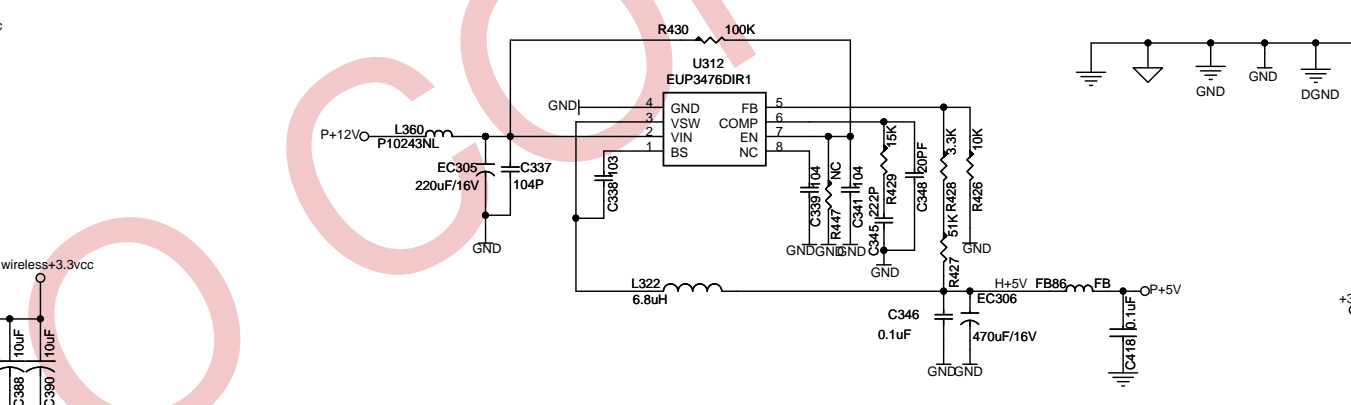 c
R430 100K
U312
EUP3476DIR1
GND 4 GND FB 5
3 VSW COMP 6
2 VIN EN 7
1 BS NC 8
P+12V
L360
P10243NL
EC305
220uF/16V
C337
104P
GND
C338 103
C339 104
R447 NC
C341 104
C345 222P
R429 15K
C348 20PF
R428 3.3K
R426 10K
R427 51K
GND
GND
GND
GND
GND
L322
6.8uH
H+5V
FB86 FB
P+5V
C346
0.1uF
EC306
470uF/16V
C418 0.1uF
GND
GND
GND
GND
DGND
wireless+3.3vcc
10uF
10uF
C388
C390
+3